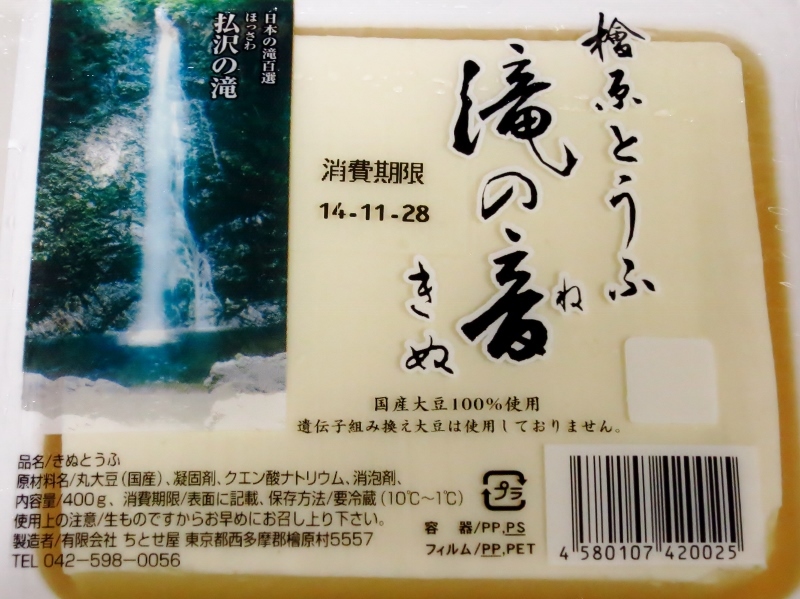 日本の滝百選
ほっさわ
払沢の滝
檜原とうふ
滝の音
ね
きぬ
消費期限
14-11-28
国産大豆100%使用
遺伝子組み換え大豆は使用しておりません。
品名/きぬとうふ
原材料名/丸大豆(国産)、凝固剤、クエン酸ナトリウム、消泡剤、
内容量/400g、消費期限/表面に記載、保存方法/要冷蔵(10℃〜1℃)
使用上の注意/生ものですからお早めにお召し上り下さい。
製造者/有限会社 ちとせ屋 東京都西多摩郡檜原村5557
TEL 042-598-0056
プラ
容 器/PP,PS
フィルム/PP,PET
4 580107 420025